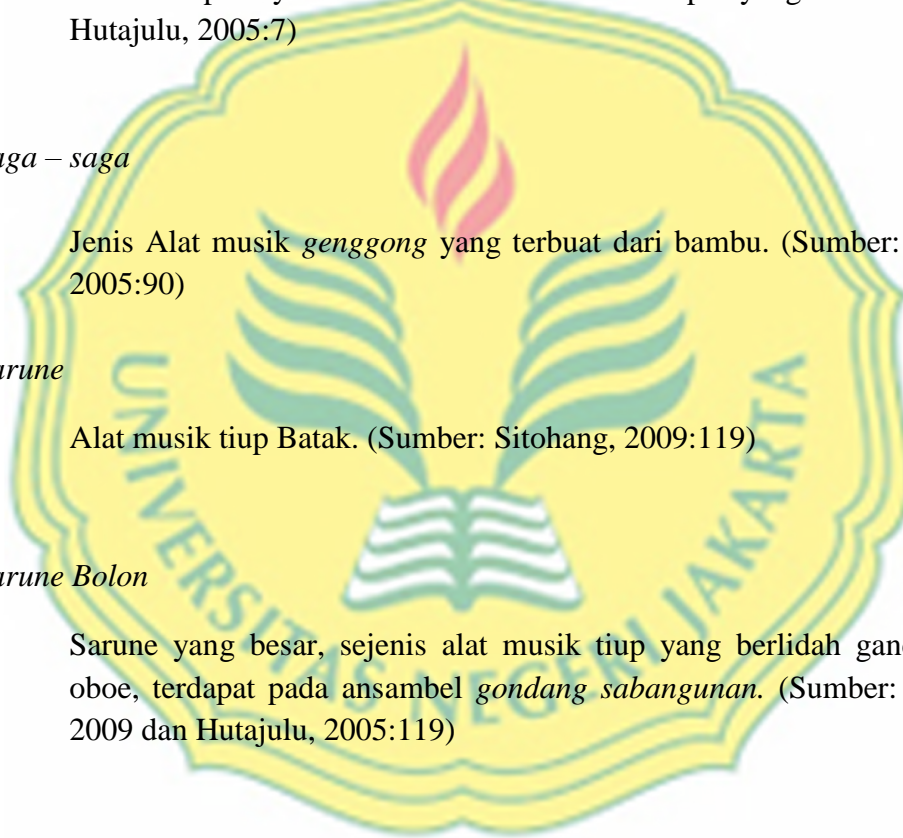 Hutajulu, 2005:7)
aga – saga
Jenis Alat musik genggong yang terbuat dari bambu. (Sumber:
2005:90)
arune
Alat musik tiup Batak. (Sumber: Sitohang, 2009:119)
arune Bolon
Sarune yang besar, sejenis alat musik tiup yang berlidah gan
oboe, terdapat pada ansambel gondang sabangunan. (Sumber:
2009 dan Hutajulu, 2005:119)
UNIVERSITAS NEGERI JAKARTA